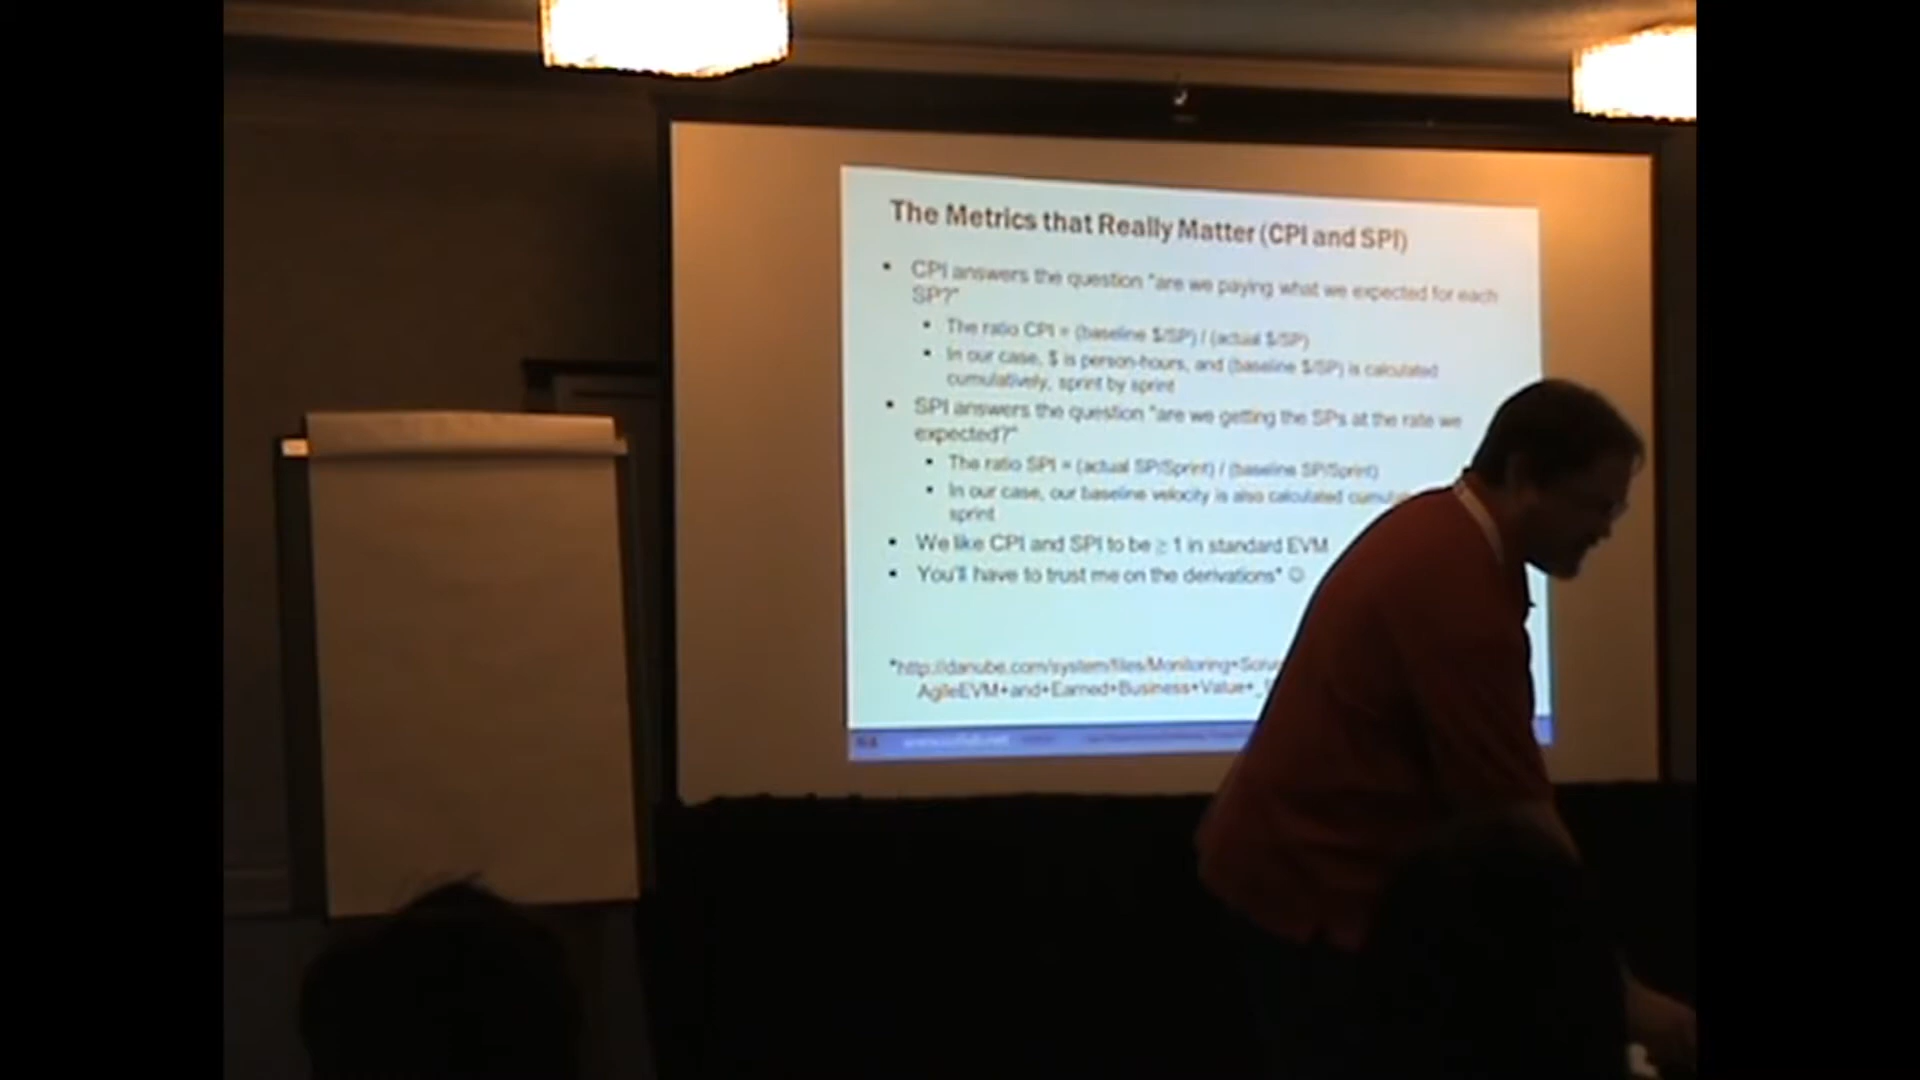 The Metrics that Really Matter (CPI and SPI)
• CPI answers the question "are we paying what we expected for each
SP?"
• The ratio CPI = (baseline $/SP) / (actual $/SP)
• In our case, $ is person-hours, and (baseline $/SP) is calculated
cumulatively, sprint by sprint
• SPI answers the question "are we getting the SPs at the rate we
expected?"
• The ratio SPI = (actual SP/Sprint) / (baseline SP/Sprint)
• In our case, our baseline velocity is also calculated
sprint
• We like CPI and SPI to be ≥ 1 in standard EVM
• You'll have to trust me on the derivations* ☺
*http://danube.com/system/files/Monitoring+
AgileEVM+and+Earned+Business+Value+_